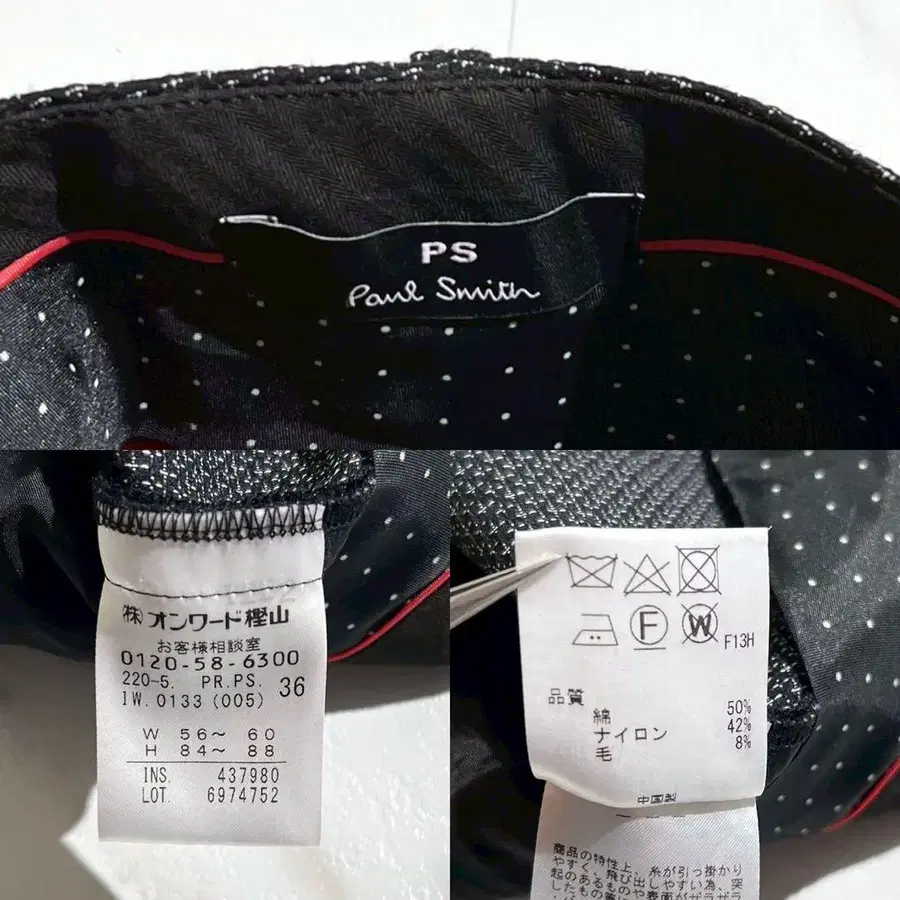 PS
Paul Smith
㈱オンワード樫山
お客様相談室
0120-58-6300
220-5. PR.PS. 36
IW.0133 (005)
W 56～ 60
H 84～ 88
INS. 437980
LOT. 6974752
F
W
F13H
品質
綿 50%
ナイロン 42%
毛 8%
中国製
商品の特性上、糸が引っ掛かり
やすく、飛び出しやすい為、突
起のあるものや表面がザラザラ